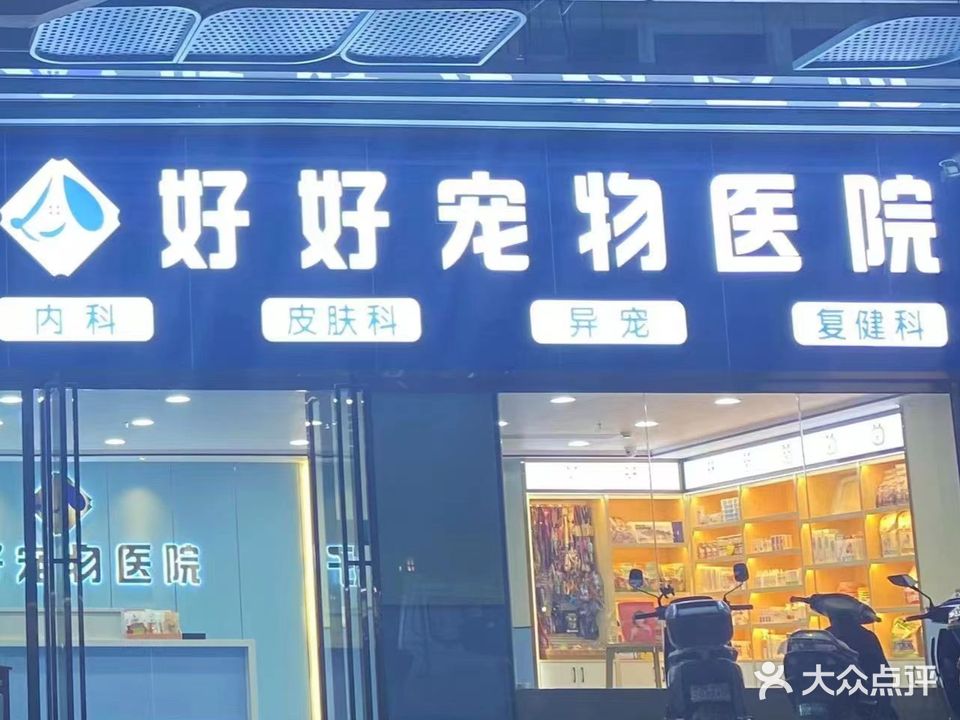 好好宠物医院
内科 皮肤科 异宠 复健科
宠物医院
大众点评